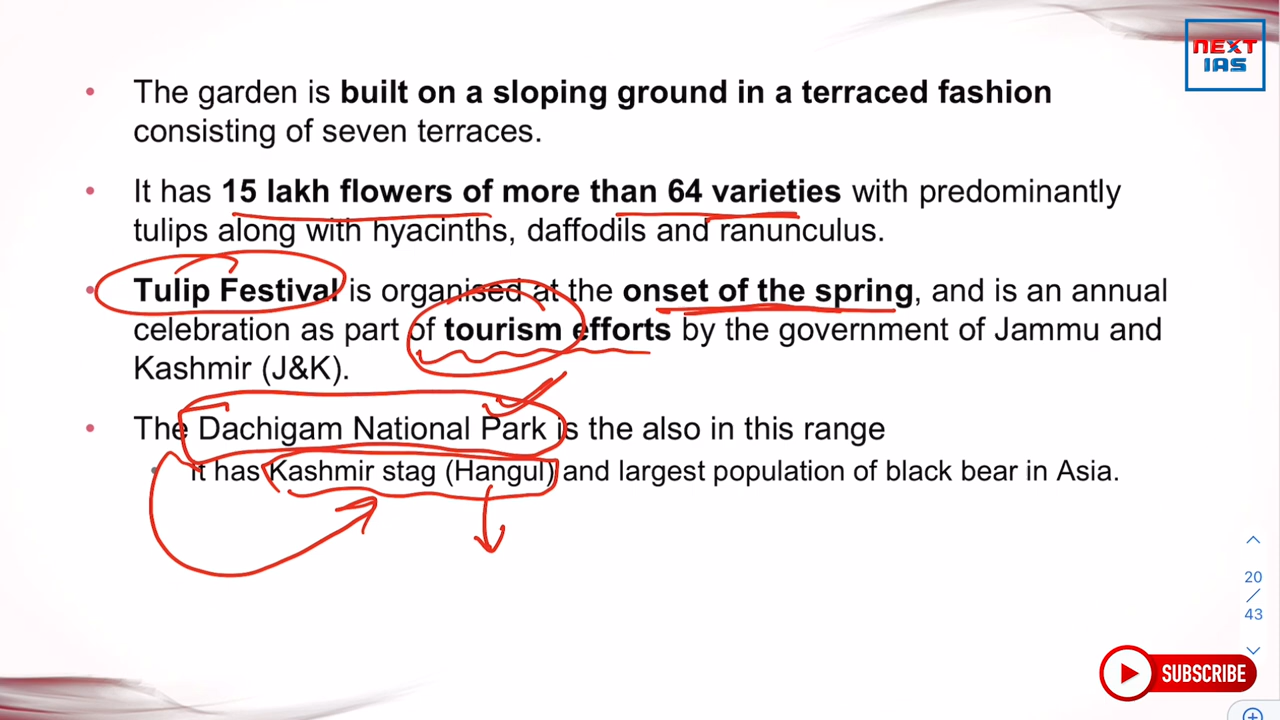 NEXT
IAS
• The garden is built on a sloping ground in a terraced fashion
consisting of seven terraces.
• It has 15 lakh flowers of more than 64 varieties with predominantly
tulips along with hyacinths, daffodils and ranunculus.
• Tulip Festival is organised at the onset of the spring, and is an annual
celebration as part of tourism efforts by the government of Jammu and
Kashmir (J&K).
• The Dachigam National Park is the also in this range
• It has Kashmir stag (Hangul) and largest population of black bear in Asia.
20
/
43
SUBSCRIBE